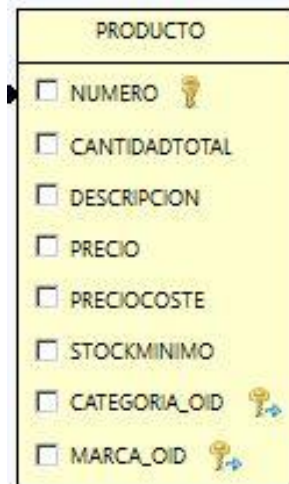 PRODUCTO
NUMERO
CANTIDADTOTAL
DESCRIPCION
PRECIO
PRECIOCOSTE
STOCKMINIMO
CATEGORIA_OID
MARCA_OID